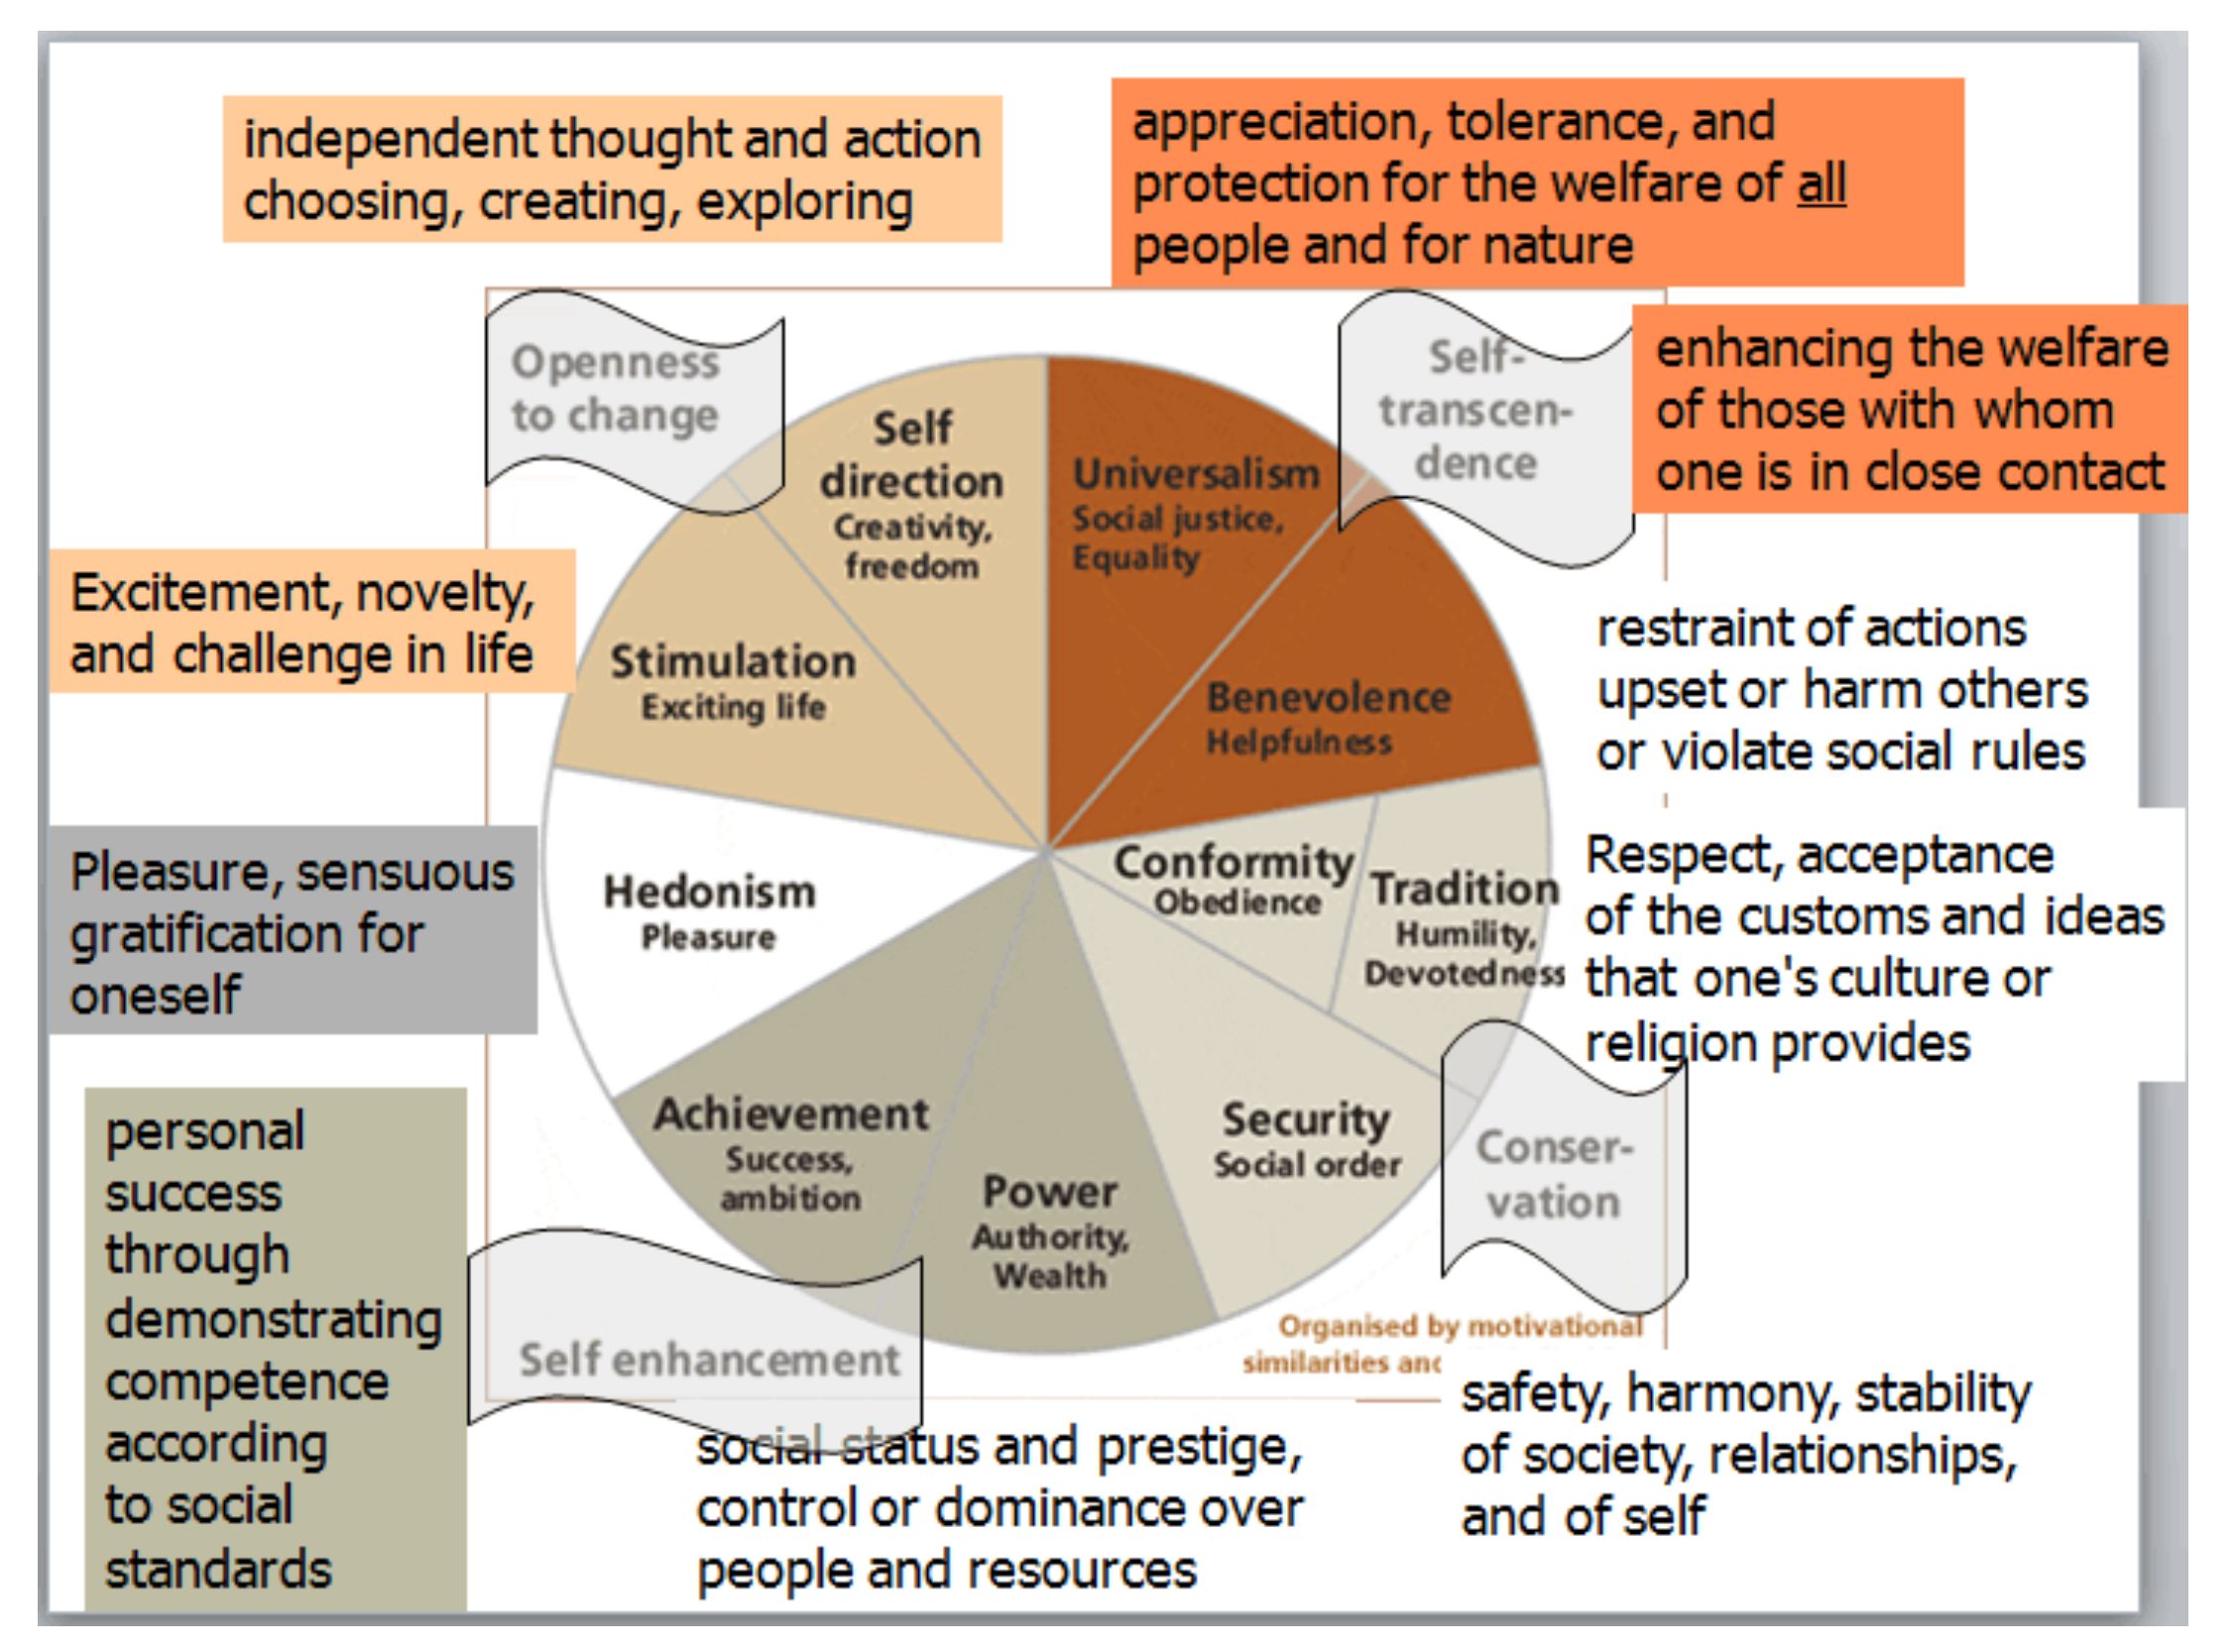 independent thought and action
choosing, creating, exploring
appreciation, tolerance, and
protection for the welfare of all
people and for nature
Openness
to change
Self-
transcen-
dence
enhancing the welfare
of those with whom
one is in close contact
Self
direction
Creativity,
freedom
Universalism
Social justice,
Equality
Excitement, novelty,
and challenge in life
Stimulation
Exciting life
Benevolence
Helpfulness
restraint of actions
upset or harm others
or violate social rules
Pleasure, sensuous
gratification for
oneself
Hedonism
Pleasure
Conformity
Obedience
Tradition
Humility,
Devotedness
Respect, acceptance
of the customs and ideas
that one's culture or
religion provides
personal
success
through
demonstrating
competence
according
to social
standards
Achievement
Success,
ambition
Power
Authority,
Wealth
Security
Social order
Conser-
vation
Self enhancement
Organised by motivational
similarities and
social status and prestige,
control or dominance over
people and resources
safety, harmony, stability
of society, relationships,
and of self